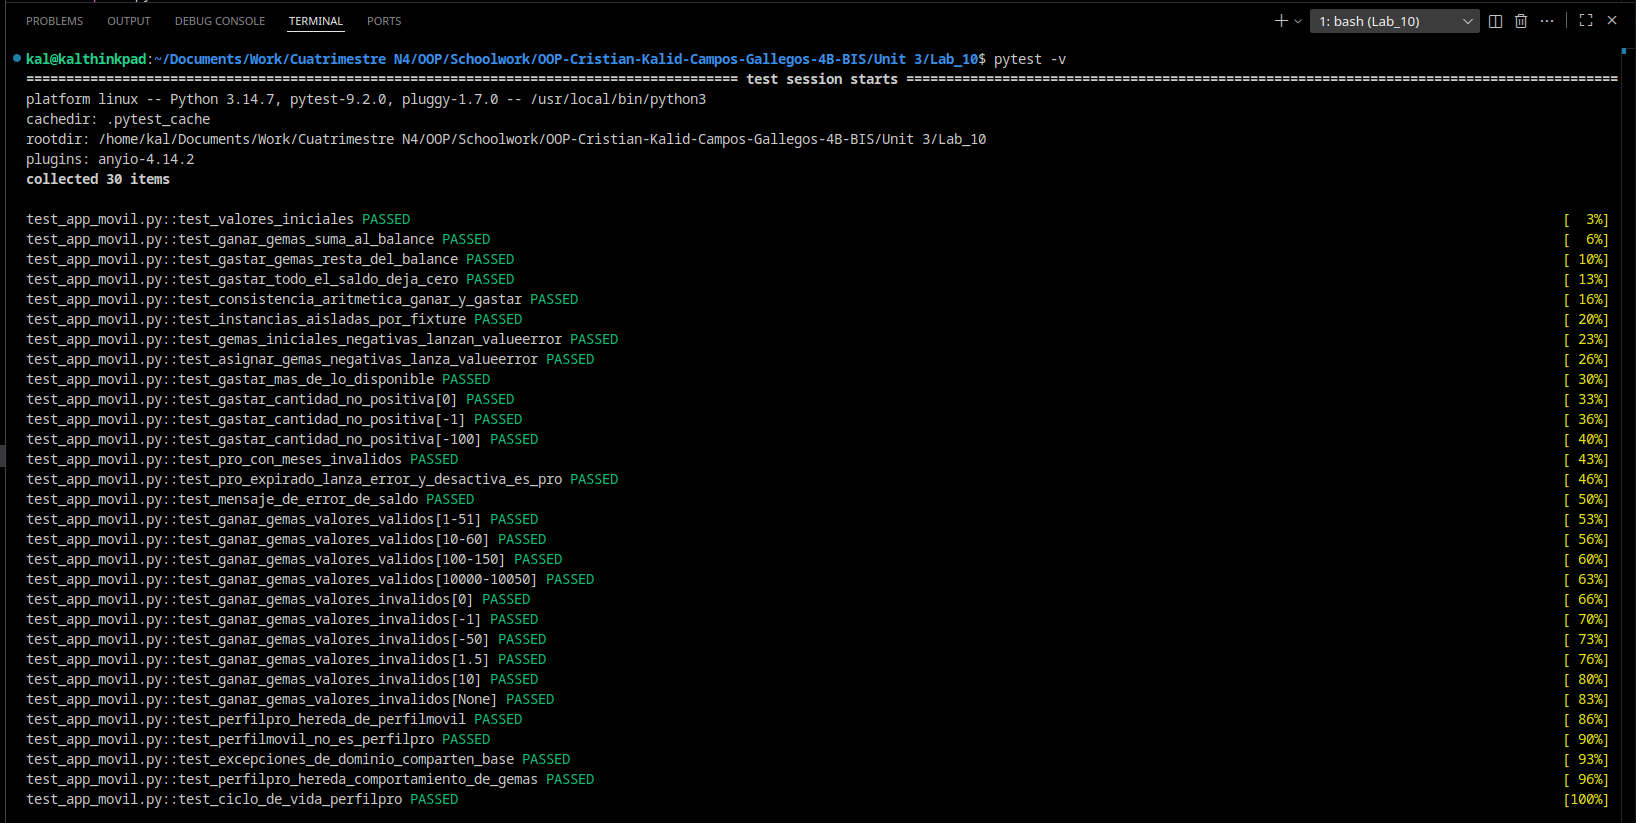 PROBLEMS OUTPUT DEBUG CONSOLE TERMINAL PORTS 1: bash (Lab_10)
kal@kalthinkpad:~/Documents/Work/Cuatrimestre N4/OOP/Schoolwork/OOP-Cristian-Kalid-Campos-Gallegos-4B-BIS/Unit 3/Lab_10$ pytest -v
========================================================================================= test session starts =========================================================================================
platform linux -- Python 3.14.7, pytest-9.2.0, pluggy-1.7.0 -- /usr/local/bin/python3
cachedir: .pytest_cache
rootdir: /home/kal/Documents/Work/Cuatrimestre N4/OOP/Schoolwork/OOP-Cristian-Kalid-Campos-Gallegos-4B-BIS/Unit 3/Lab_10
plugins: anyio-4.14.2
collected 30 items
test_app_movil.py::test_valores_iniciales PASSED [  3%]
test_app_movil.py::test_ganar_gemas_suma_al_balance PASSED [  6%]
test_app_movil.py::test_gastar_gemas_resta_del_balance PASSED [ 10%]
test_app_movil.py::test_gastar_todo_el_saldo_deja_cero PASSED [ 13%]
test_app_movil.py::test_consistencia_aritmetica_ganar_y_gastar PASSED [ 16%]
test_app_movil.py::test_instancias_aisladas_por_fixture PASSED [ 20%]
test_app_movil.py::test_gemas_iniciales_negativas_lanzan_valueerror PASSED [ 23%]
test_app_movil.py::test_asignar_gemas_negativas_lanza_valueerror PASSED [ 26%]
test_app_movil.py::test_gastar_mas_de_lo_disponible PASSED [ 30%]
test_app_movil.py::test_gastar_cantidad_no_positiva[0] PASSED [ 33%]
test_app_movil.py::test_gastar_cantidad_no_positiva[-1] PASSED [ 36%]
test_app_movil.py::test_gastar_cantidad_no_positiva[-100] PASSED [ 40%]
test_app_movil.py::test_pro_con_meses_invalidos PASSED [ 43%]
test_app_movil.py::test_pro_expirado_lanza_error_y_desactiva_es_pro PASSED [ 46%]
test_app_movil.py::test_mensaje_de_error_de_saldo PASSED [ 50%]
test_app_movil.py::test_ganar_gemas_valores_validos[1-51] PASSED [ 53%]
test_app_movil.py::test_ganar_gemas_valores_validos[10-60] PASSED [ 56%]
test_app_movil.py::test_ganar_gemas_valores_validos[100-150] PASSED [ 60%]
test_app_movil.py::test_ganar_gemas_valores_validos[10000-10050] PASSED [ 63%]
test_app_movil.py::test_ganar_gemas_valores_invalidos[0] PASSED [ 66%]
test_app_movil.py::test_ganar_gemas_valores_invalidos[-1] PASSED [ 70%]
test_app_movil.py::test_ganar_gemas_valores_invalidos[-50] PASSED [ 73%]
test_app_movil.py::test_ganar_gemas_valores_invalidos[1.5] PASSED [ 76%]
test_app_movil.py::test_ganar_gemas_valores_invalidos[10] PASSED [ 80%]
test_app_movil.py::test_ganar_gemas_valores_invalidos[None] PASSED [ 83%]
test_app_movil.py::test_perfilpro_hereda_de_perfilmovil PASSED [ 86%]
test_app_movil.py::test_perfilmovil_no_es_perfilpro PASSED [ 90%]
test_app_movil.py::test_excepciones_de_dominio_comparten_base PASSED [ 93%]
test_app_movil.py::test_perfilpro_hereda_comportamiento_de_gemas PASSED [ 96%]
test_app_movil.py::test_ciclo_de_vida_perfilpro PASSED [100%]